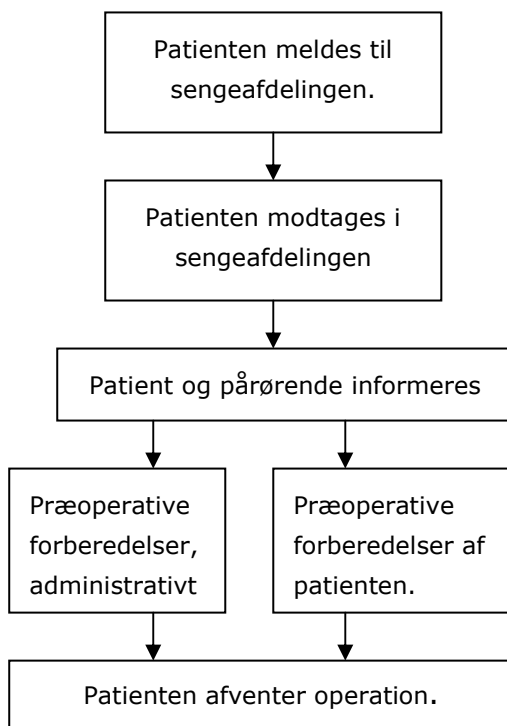 Patienten meldes til
sengeafdelingen.
Patienten modtages i
sengeafdelingen
Patient og pårørende informeres
Præoperative
forberedelser,
administrativt
Præoperative
forberedelser af
patienten.
Patienten afventer operation.